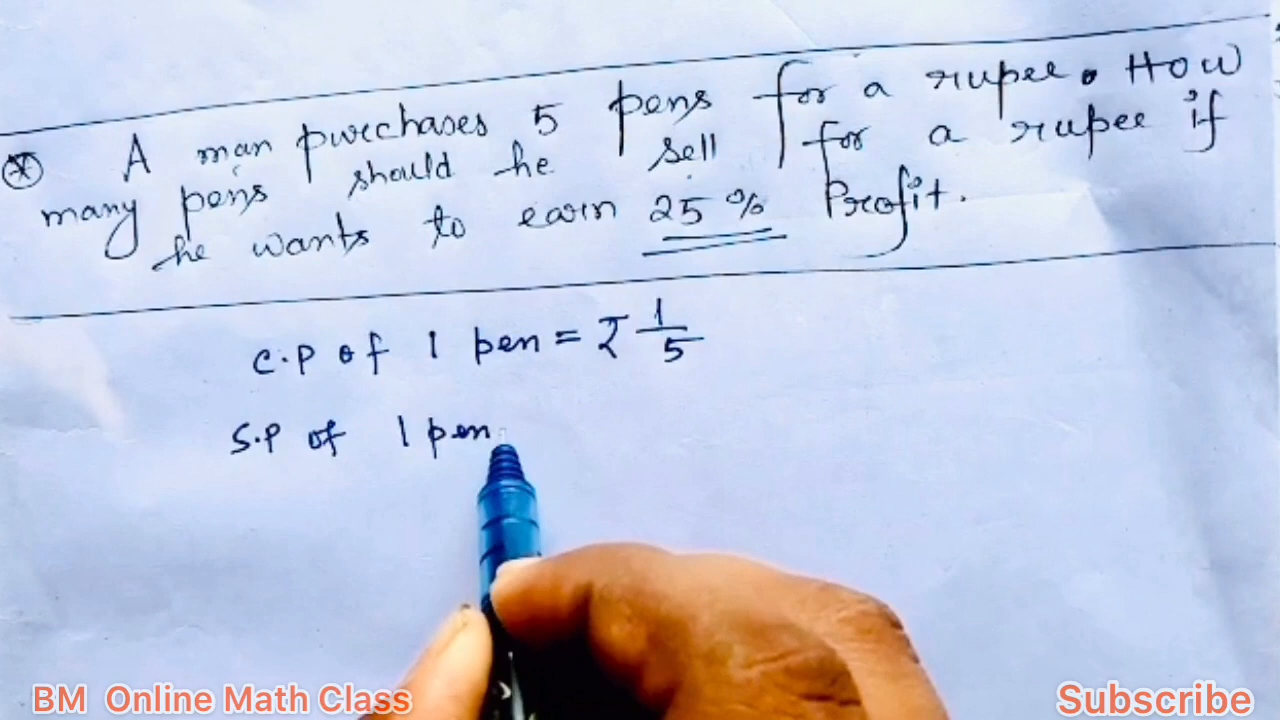 (*) A man purchases 5 pens for a rupee. How
many pens should he sell for a rupee if
he wants to earn 25% Profit.
C.P of 1 pen = ₹ 1/5
S.P of 1 pen
BM Online Math Class
Subscribe